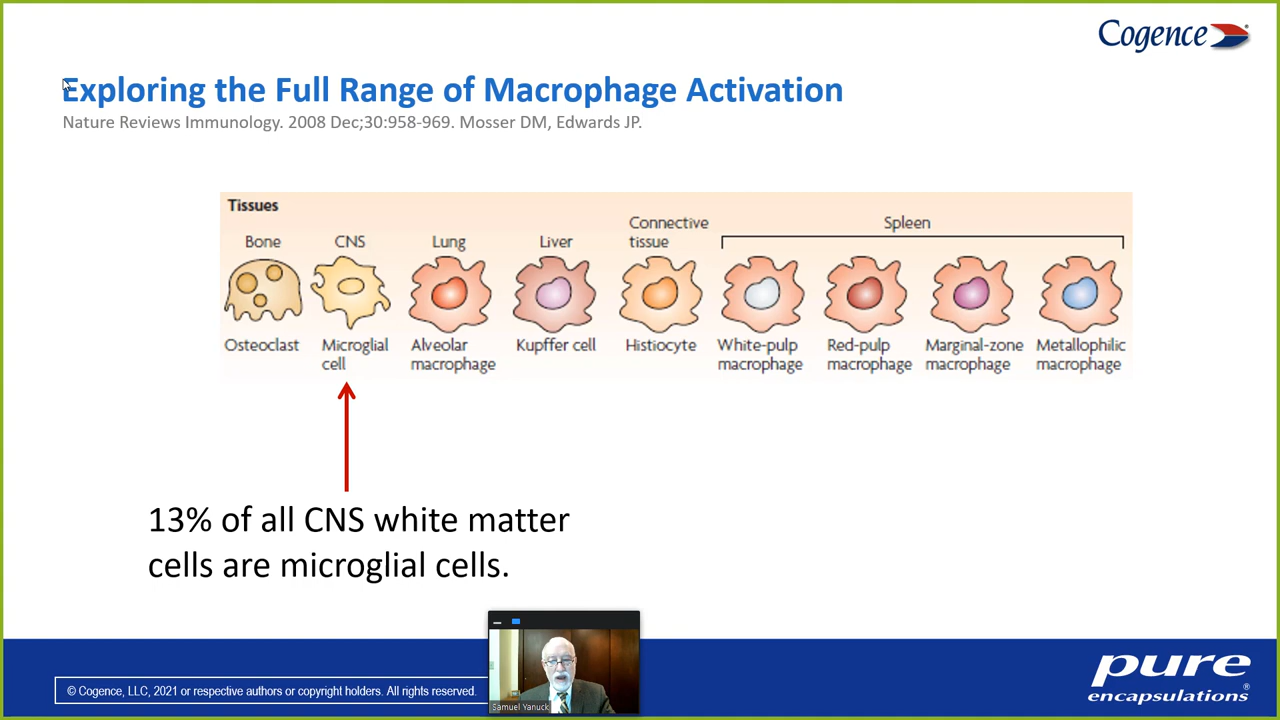 Cogence
Exploring the Full Range of Macrophage Activation
Nature Reviews Immunology. 2008 Dec;30:958-969. Mosser DM, Edwards JP.
Tissues
Bone
CNS
Lung
Liver
Connective
tissue
Spleen
Osteoclast
Microglial
cell
Alveolar
macrophage
Kupffer cell
Histiocyte
White-pulp
macrophage
Red-pulp
macrophage
Marginal-zone
macrophage
Metallophilic
macrophage
13% of all CNS white matter
cells are microglial cells.
© Cogence, LLC, 2021 or respective authors or copyright holders. All rights reserved.
Samuel Yanuck
pure
encapsulations®